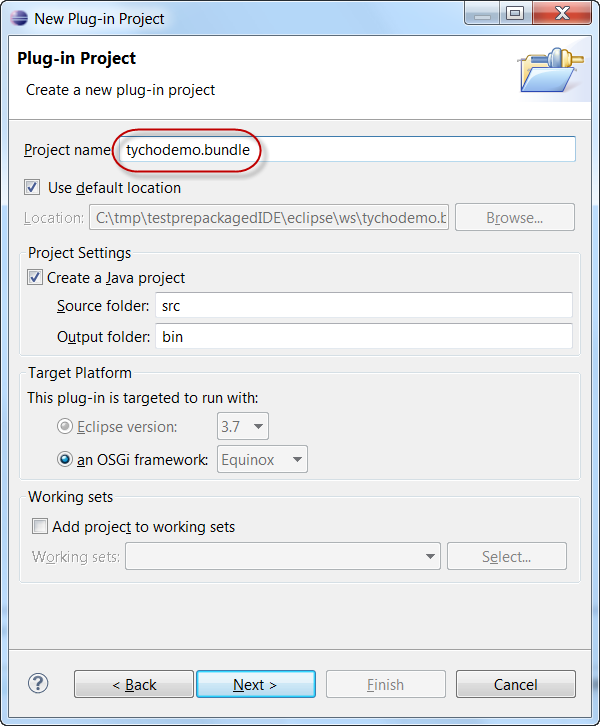 New Plug-in Project
Plug-in Project
Create a new plug-in project
Project name: tychodemo.bundle
Use default location
Location: C:\tmp\testprepackagedIDE\eclipse\ws\tychodemo.b Browse...
Project Settings
Create a Java project
Source folder: src
Output folder: bin
Target Platform
This plug-in is targeted to run with:
Eclipse version: 3.7
an OSGi framework: Equinox
Working sets
Add project to working sets
Working sets: Select...
? < Back Next > Finish Cancel